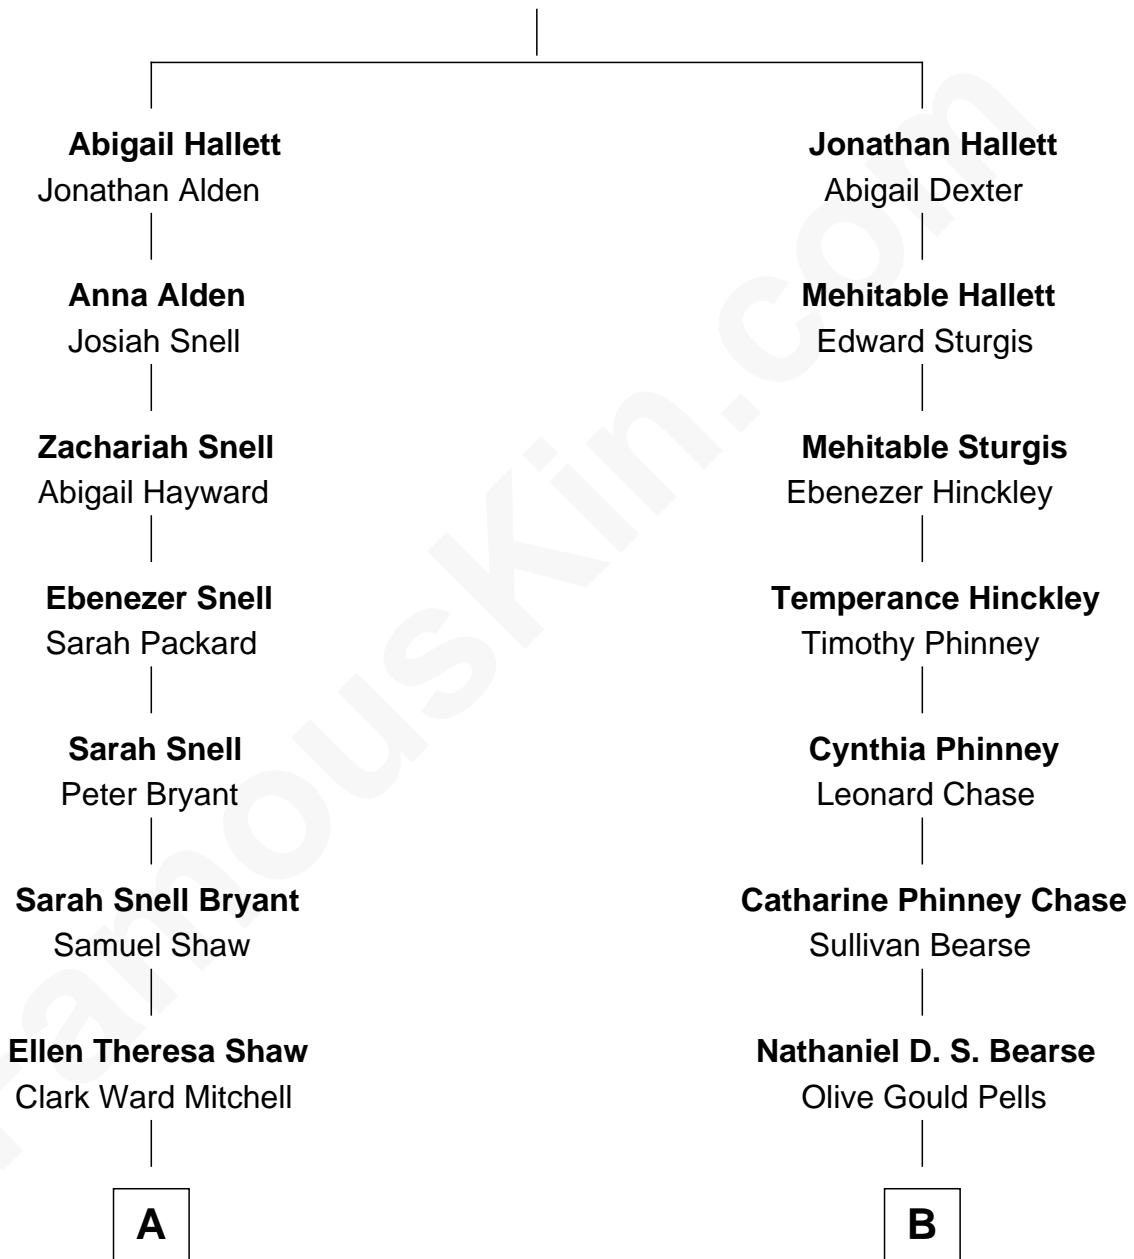 Abigail Hallett
Jonathan Alden
Anna Alden
Josiah Snell
Zachariah Snell
Abigail Hayward
Ebenezer Snell
Sarah Packard
Sarah Snell
Peter Bryant
Sarah Snell Bryant
Samuel Shaw
Ellen Theresa Shaw
Clark Ward Mitchell
A
Jonathan Hallett
Abigail Dexter
Mehitable Hallett
Edward Sturgis
Mehitable Sturgis
Ebenezer Hinckley
Temperance Hinckley
Timothy Phinney
Cynthia Phinney
Leonard Chase
Catharine Phinney Chase
Sullivan Bearse
Nathaniel D. S. Bearse
Olive Gould Pells
B
FamousKin.com